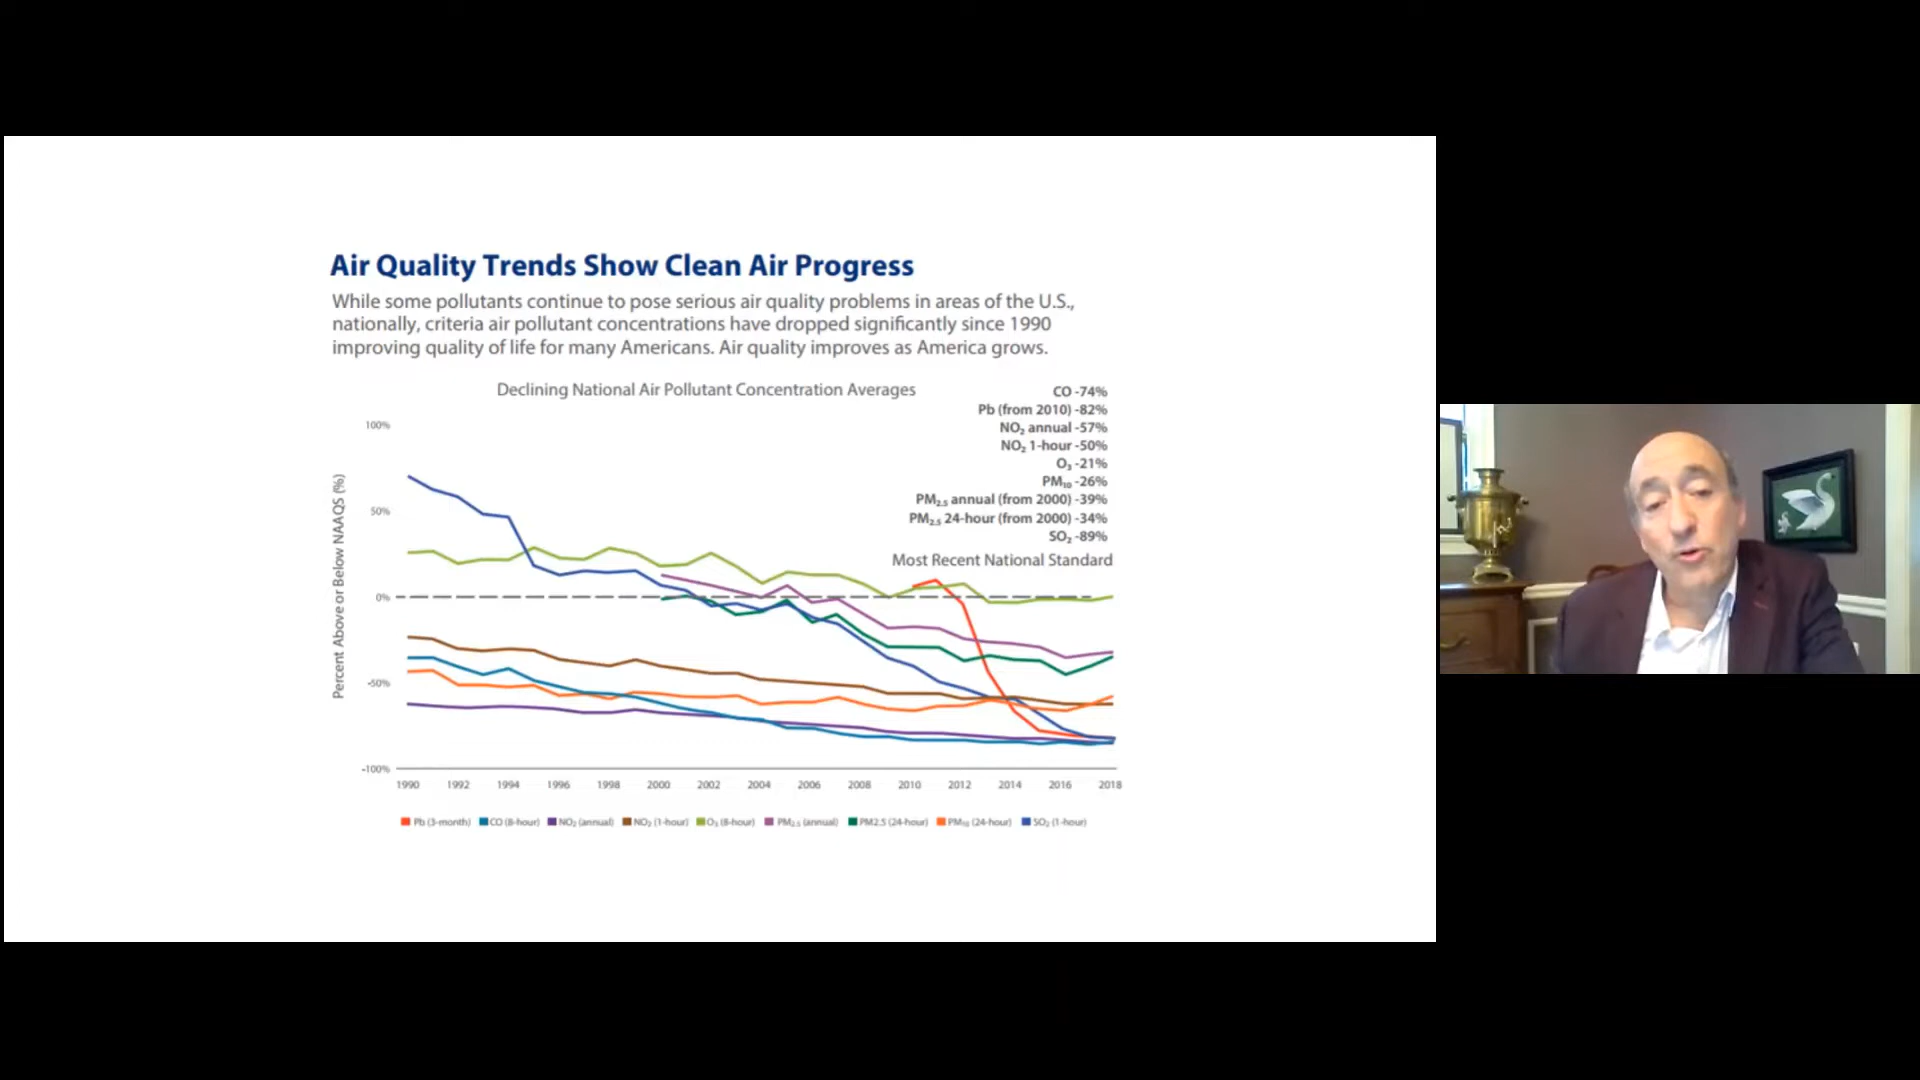 Air Quality Trends Show Clean Air Progress
While some pollutants continue to pose serious air quality problems in areas of the U.S.,
nationally, criteria air pollutant concentrations have dropped significantly since 1990
improving quality of life for many Americans. Air quality improves as America grows.
Declining National Air Pollutant Concentration Averages
CO -74%
Pb (from 2010) -82%
NO₂ annual -57%
NO₂ 1-hour -50%
O₃ -21%
PM₁₀ -26%
PM₂.₅ annual (from 2000) -39%
PM₂.₅ 24-hour (from 2000) -34%
SO₂ -89%
Most Recent National Standard
Percent Above or Below NAAQS (%)
100%
50%
0%
-50%
-100%
1990 1992 1994 1996 1998 2000 2002 2004 2006 2008 2010 2012 2014 2016 2018
Pb (3-month) CO (8-hour) NO₂ (annual) NO₂ (1-hour) O₃ (8-hour) PM₂.₅ (annual) PM2.5 (24-hour) PM₁₀ (24-hour) SO₂ (1-hour)